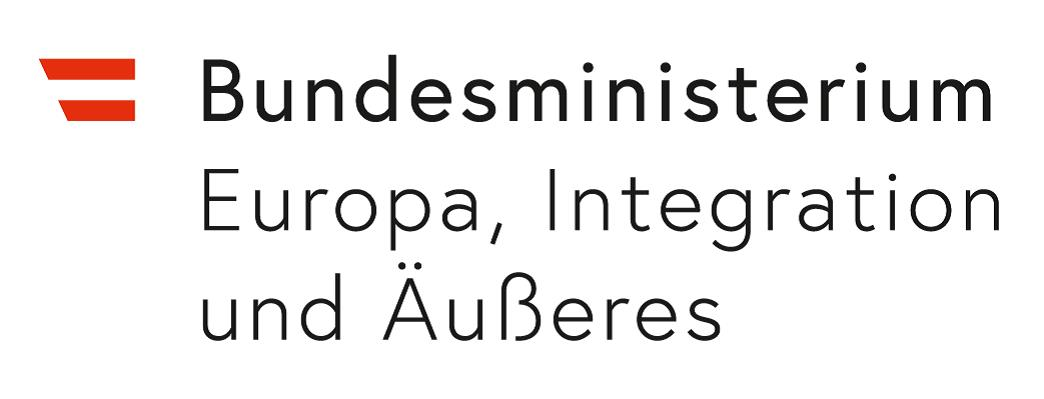 Bundesministerium
Europa, Integration
und Äußeres